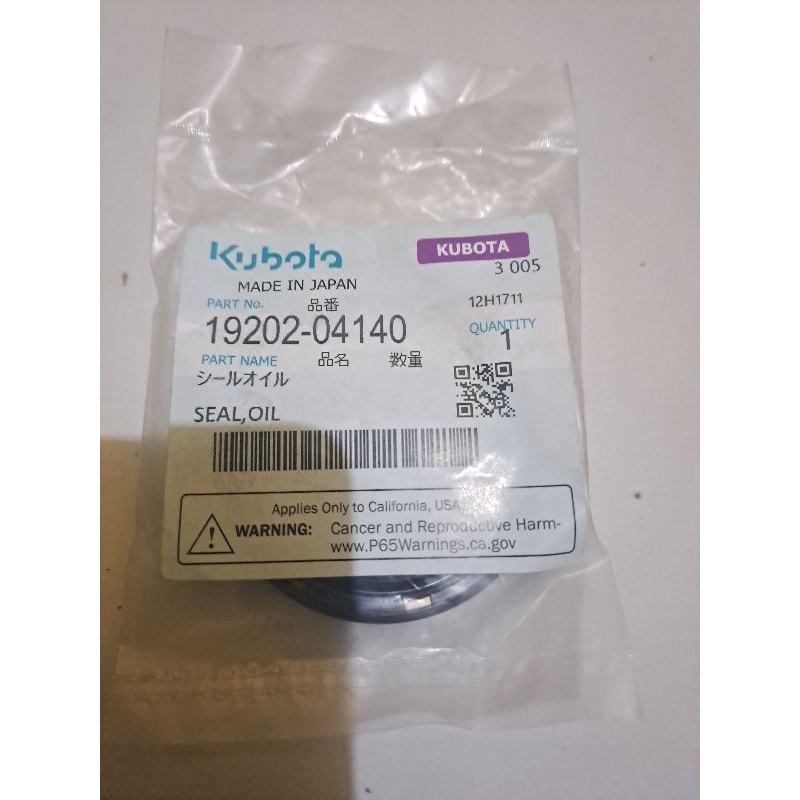 Kubota
KUBOTA
3 005
MADE IN JAPAN
PART No. 品番
12H1711
19202-04140
QUANTITY
1
PART NAME 品名 数量
シールオイル
SEAL,OIL
Applies Only to California, USA
WARNING: Cancer and Reproductive Harm-
www.P65Warnings.ca.gov